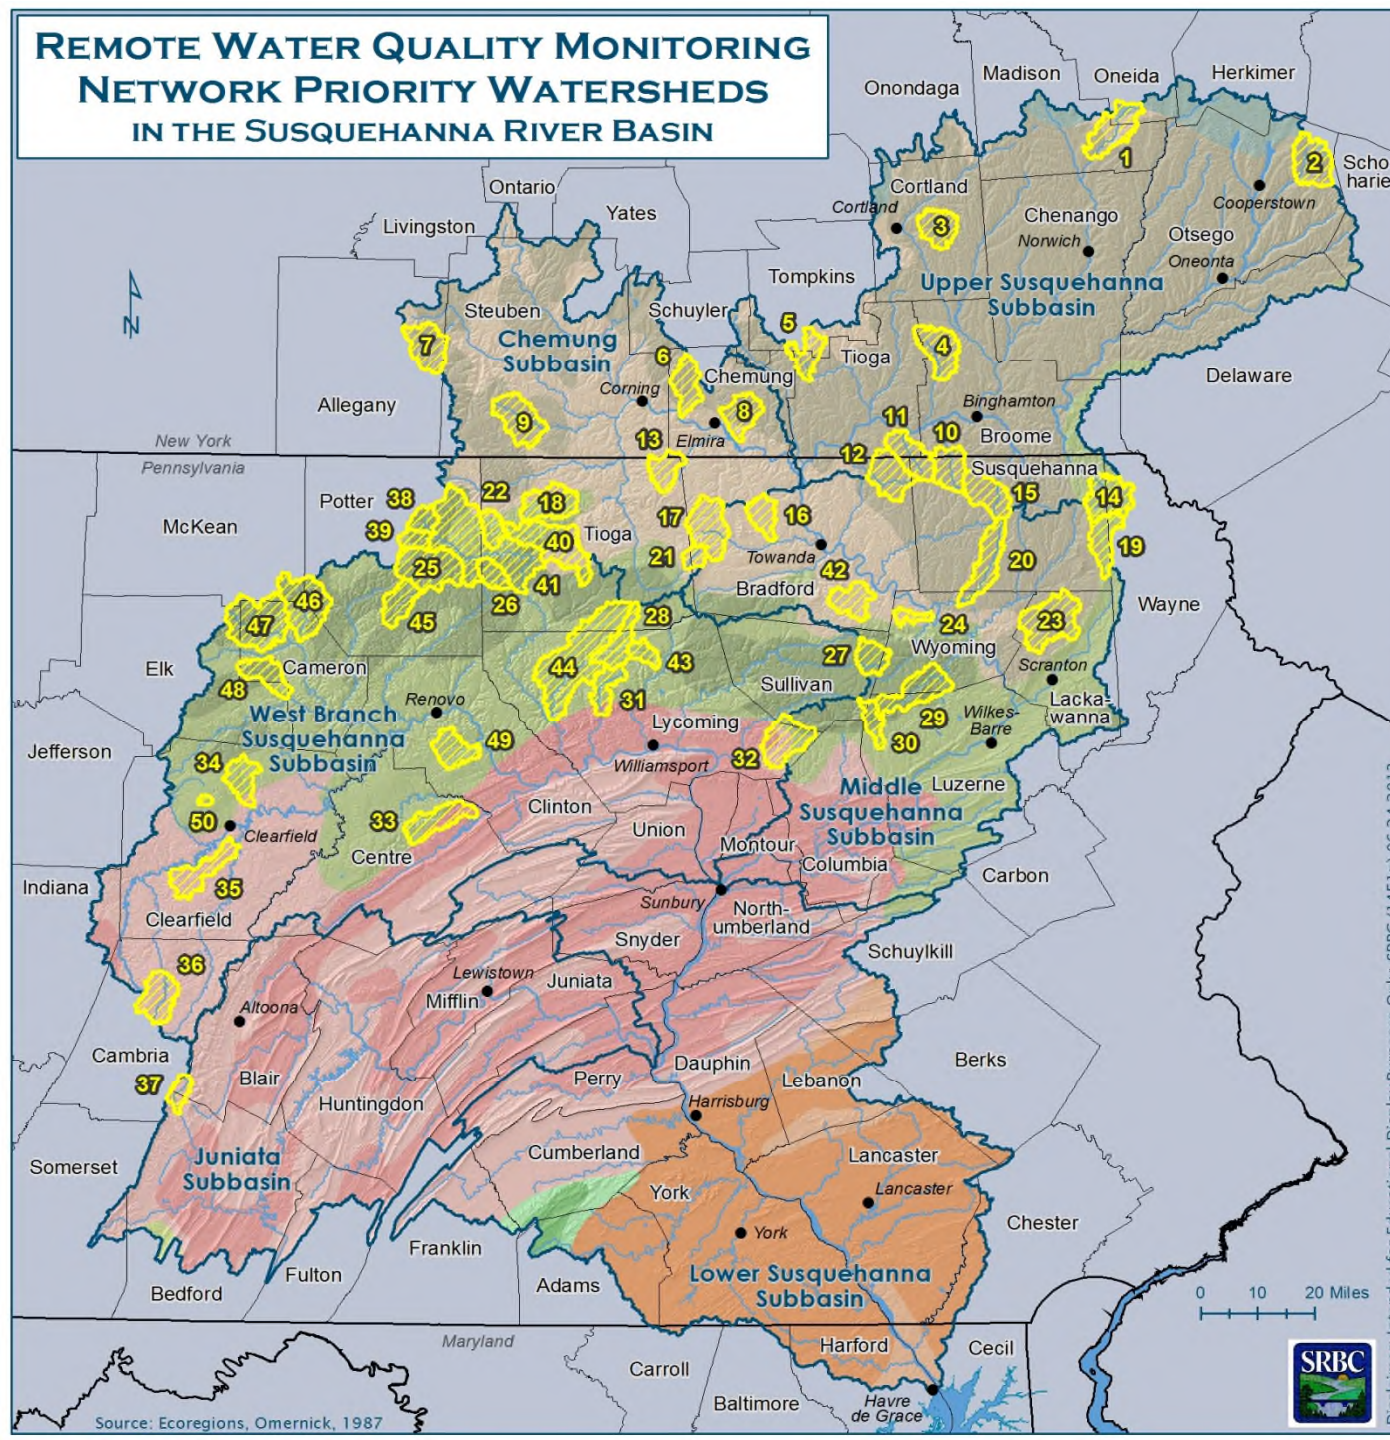 REMOTE WATER QUALITY MONITORING
NETWORK PRIORITY WATERSHEDS
IN THE SUSQUEHANNA RIVER BASIN
Onondaga
Madison
Oneida
Herkimer
1
2
Scho
harie
Cortland
Cortland
3
Cooperstown
Chenango
Norwich
Otsego
Oneonta
Ontario
Livingston
Yates
Tompkins
Upper Susquehanna
Subbasin
Steuben
Schuyler
5
7
Chemung
Subbasin
6
Tioga
4
Chemung
Delaware
Corning
Allegany
8
Binghamton
9
Elmira
11
10
Broome
New York
13
12
Pennsylvania
Susquehanna
Potter
38
22
18
15
14
McKean
39
Tioga
17
16
40
19
Towanda
21
20
25
42
41
Bradford
26
46
28
Wayne
47
45
24
23
Elk
Cameron
44
43
27
Wyoming
Scranton
48
Sullivan
Renovo
31
Lacka-
wanna
West Branch
Susquehanna
Subbasin
Lycoming
29
Wilkes-
Barre
49
30
Jefferson
32
34
Williamsport
Middle
Susquehanna
Subbasin
Luzerne
Clinton
50
33
Clearfield
Union
Montour
Centre
Columbia
Indiana
35
Carbon
Clearfield
Sunbury
North-
umberland
Snyder
Schuylkill
36
Lewistown
Juniata
Mifflin
Altoona
Cambria
Dauphin
Berks
37
Blair
Perry
Lebanon
Huntingdon
Harrisburg
Somerset
Juniata
Subbasin
Cumberland
Lancaster
York
Lancaster
Chester
York
Franklin
Fulton
Lower Susquehanna
Subbasin
Bedford
Adams
0 10 20 Miles
Maryland
Harford
Cecil
Carroll
SRBC
Baltimore
Havre
de Grace
Source: Ecoregions, Omernick, 1987